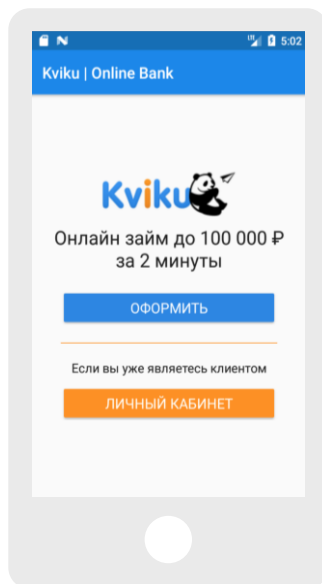 5:02
Kviku | Online Bank
Kviku
Онлайн займ до 100 000 ₽
за 2 минуты
ОФОРМИТЬ
Если вы уже являетесь клиентом
ЛИЧНЫЙ КАБИНЕТ